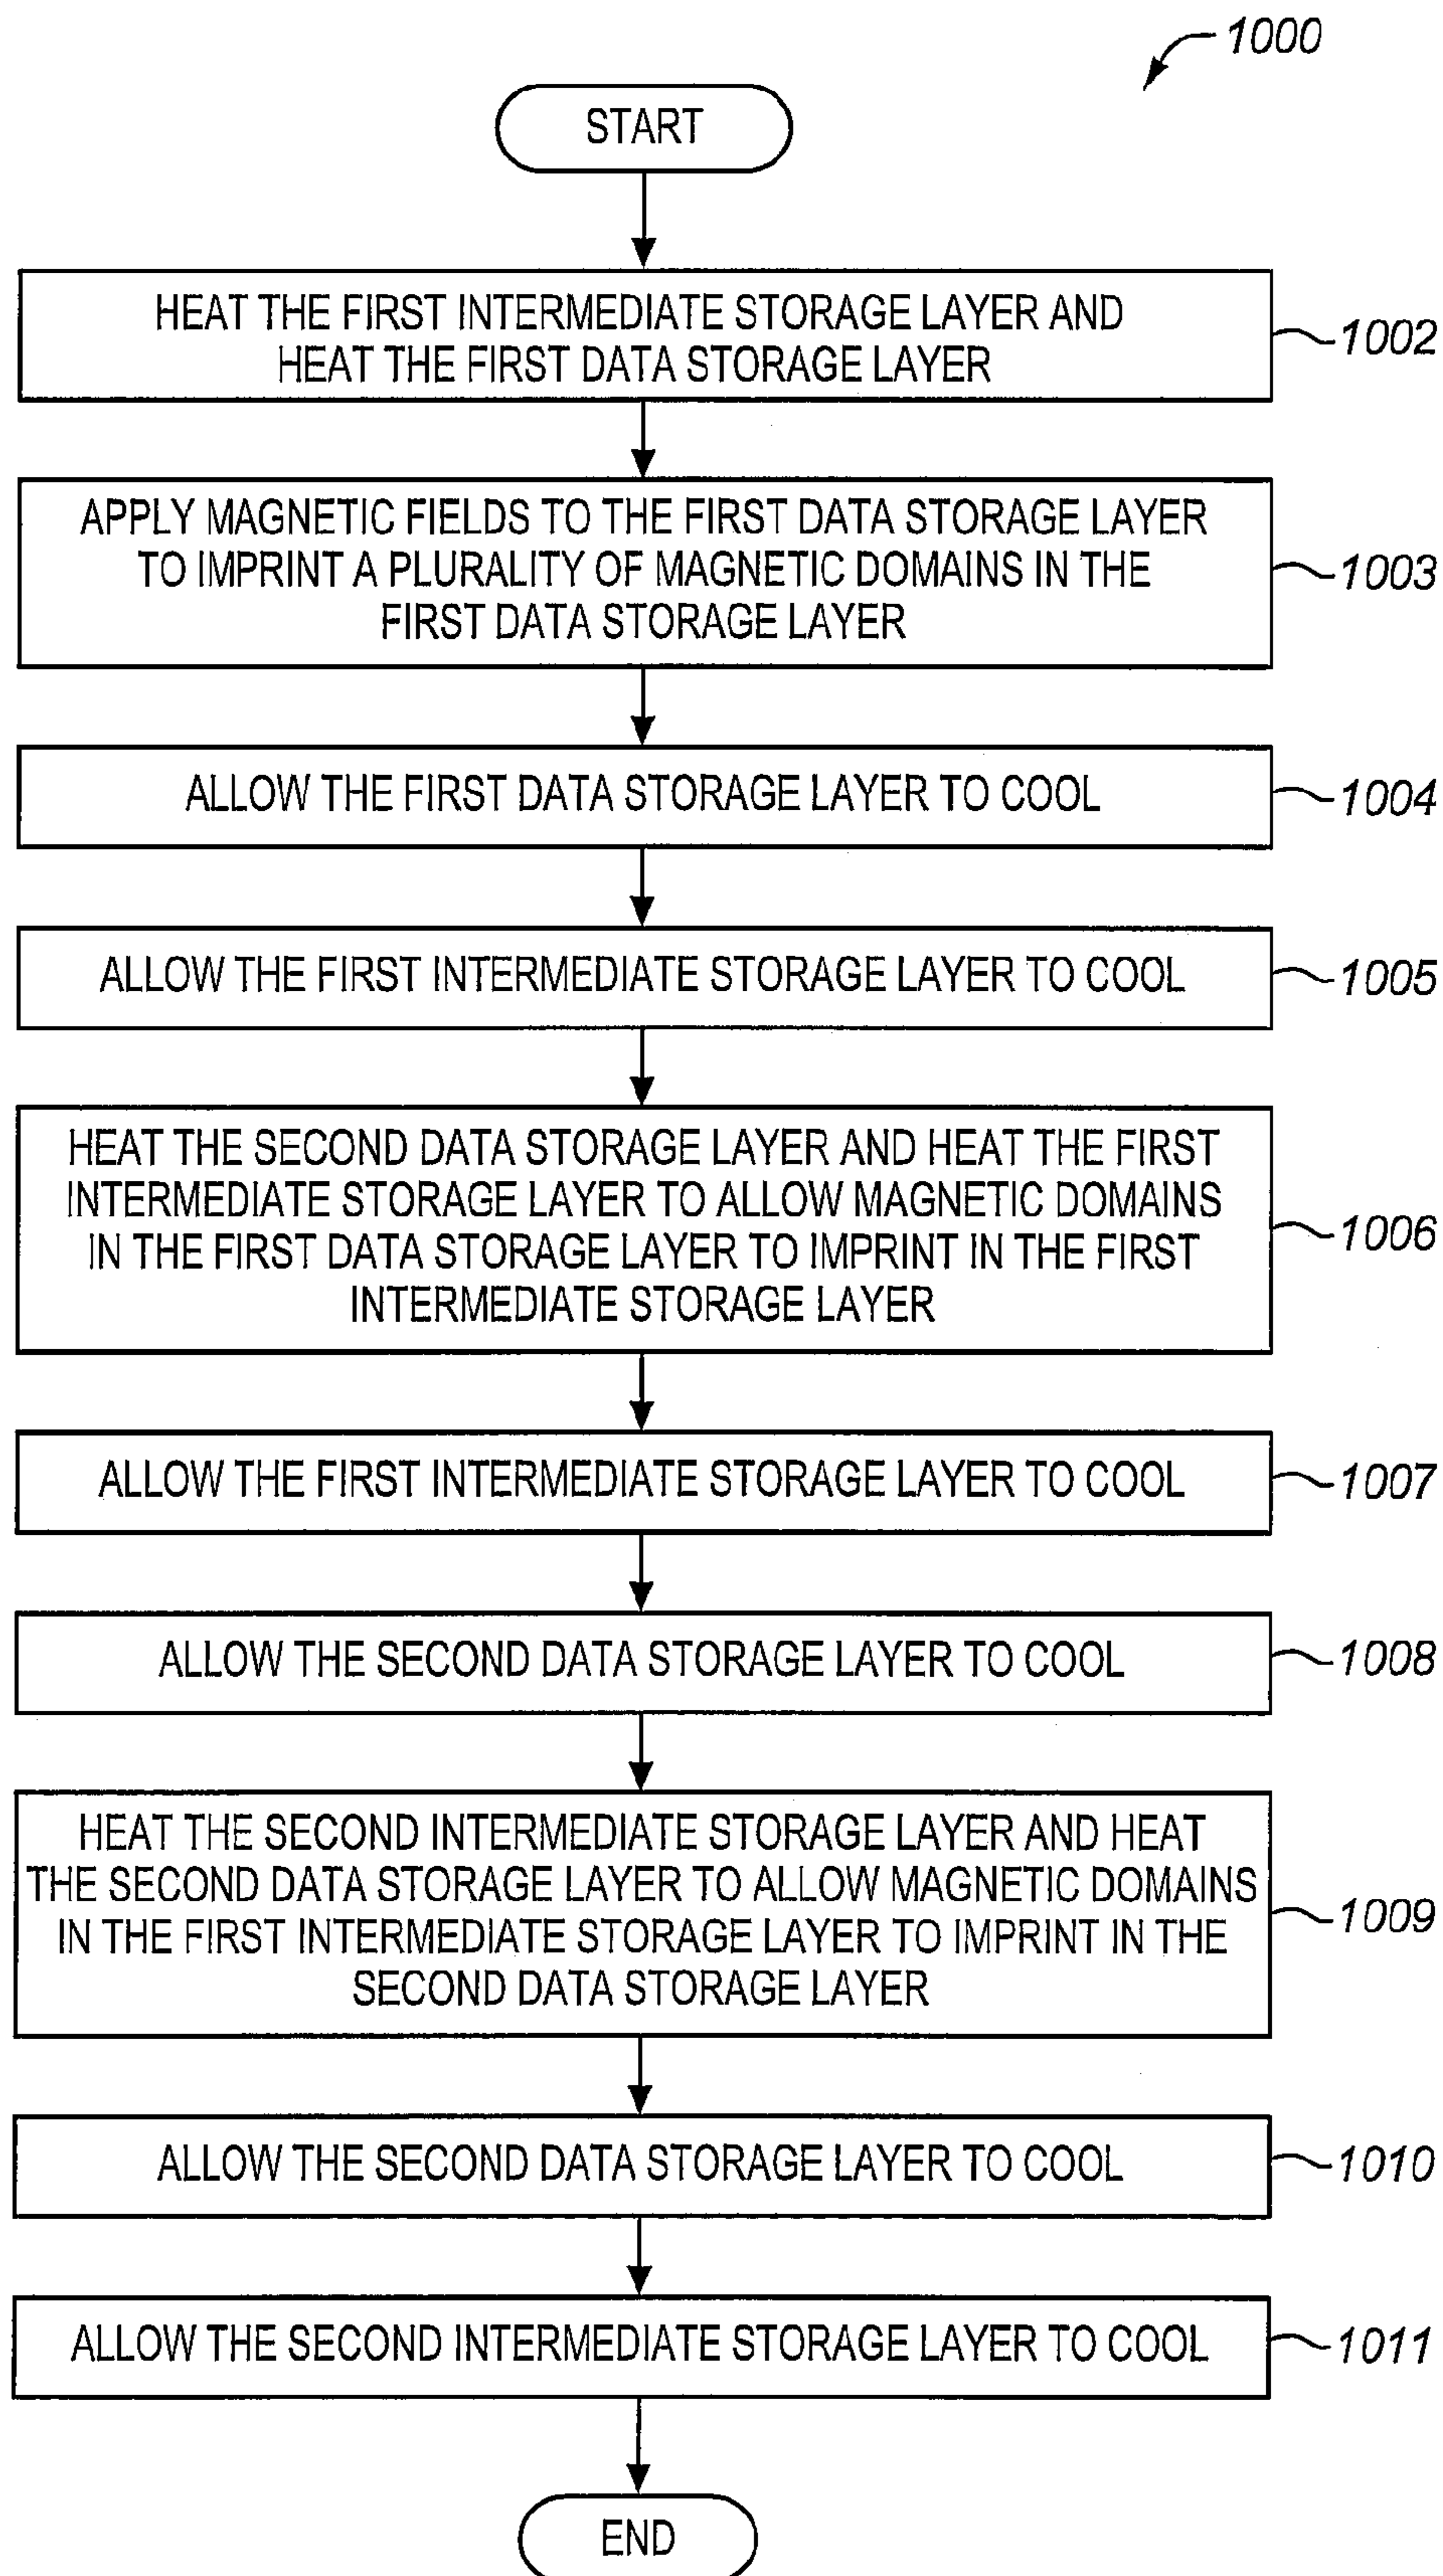 1000
START
HEAT THE FIRST INTERMEDIATE STORAGE LAYER AND
HEAT THE FIRST DATA STORAGE LAYER
1002
APPLY MAGNETIC FIELDS TO THE FIRST DATA STORAGE LAYER
TO IMPRINT A PLURALITY OF MAGNETIC DOMAINS IN THE
FIRST DATA STORAGE LAYER
1003
ALLOW THE FIRST DATA STORAGE LAYER TO COOL
1004
ALLOW THE FIRST INTERMEDIATE STORAGE LAYER TO COOL
1005
HEAT THE SECOND DATA STORAGE LAYER AND HEAT THE FIRST
INTERMEDIATE STORAGE LAYER TO ALLOW MAGNETIC DOMAINS
IN THE FIRST DATA STORAGE LAYER TO IMPRINT IN THE FIRST
INTERMEDIATE STORAGE LAYER
1006
ALLOW THE FIRST INTERMEDIATE STORAGE LAYER TO COOL
1007
ALLOW THE SECOND DATA STORAGE LAYER TO COOL
1008
HEAT THE SECOND INTERMEDIATE STORAGE LAYER AND HEAT
THE SECOND DATA STORAGE LAYER TO ALLOW MAGNETIC DOMAINS
IN THE FIRST INTERMEDIATE STORAGE LAYER TO IMPRINT IN THE
SECOND DATA STORAGE LAYER
1009
ALLOW THE SECOND DATA STORAGE LAYER TO COOL
1010
ALLOW THE SECOND INTERMEDIATE STORAGE LAYER TO COOL
1011
END